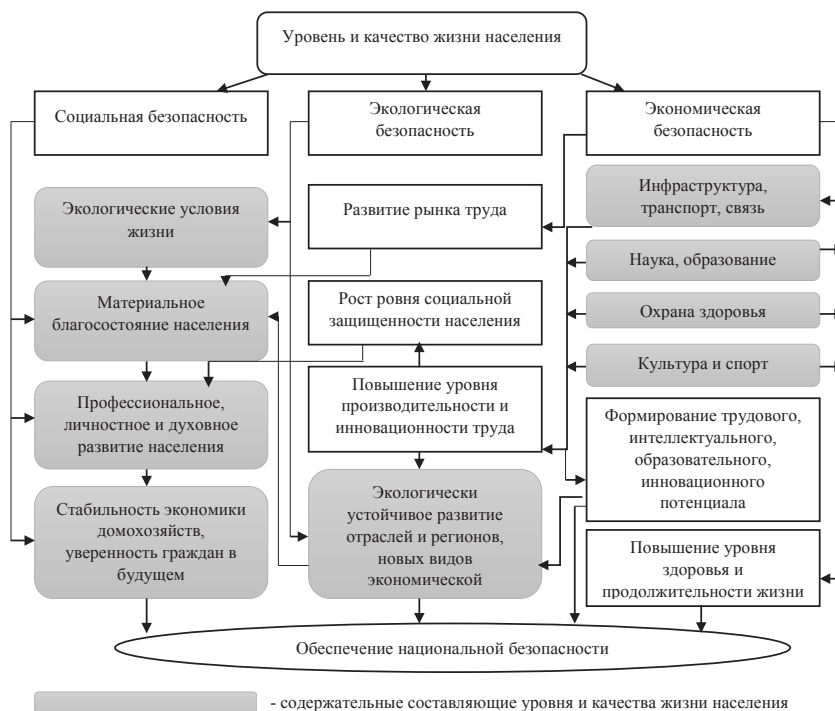 Уровень и качество жизни населения
Социальная безопасность
Экологическая
безопасность
Экономическая
безопасность
Экологические условия
жизни
Развитие рынка труда
Инфраструктура,
транспорт, связь
Наука, образование
Материальное
благосостояние населения
Рост ровня социальной
защищенности населения
Охрана здоровья
Культура и спорт
Профессиональное,
личностное и духовное
развитие населения
Повышение уровня
производительности и
инновационности труда
Формирование трудового,
интеллектуального,
образовательного,
инновационного
потенциала
Стабильность экономики
домохозяйств,
уверенность граждан в
будущем
Экологически
устойчивое развитие
отраслей и регионов,
новых видов
экономической
Повышение уровня
здоровья и
продолжительности жизни
Обеспечение национальной безопасности
- содержательные составляющие уровня и качества жизни населения